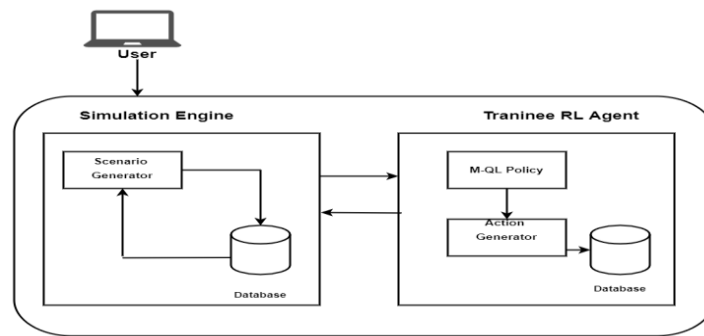 User
Simulation Engine
Traninee RL Agent
Scenario
Generator
M-QL Policy
Action
Generator
Database
Database